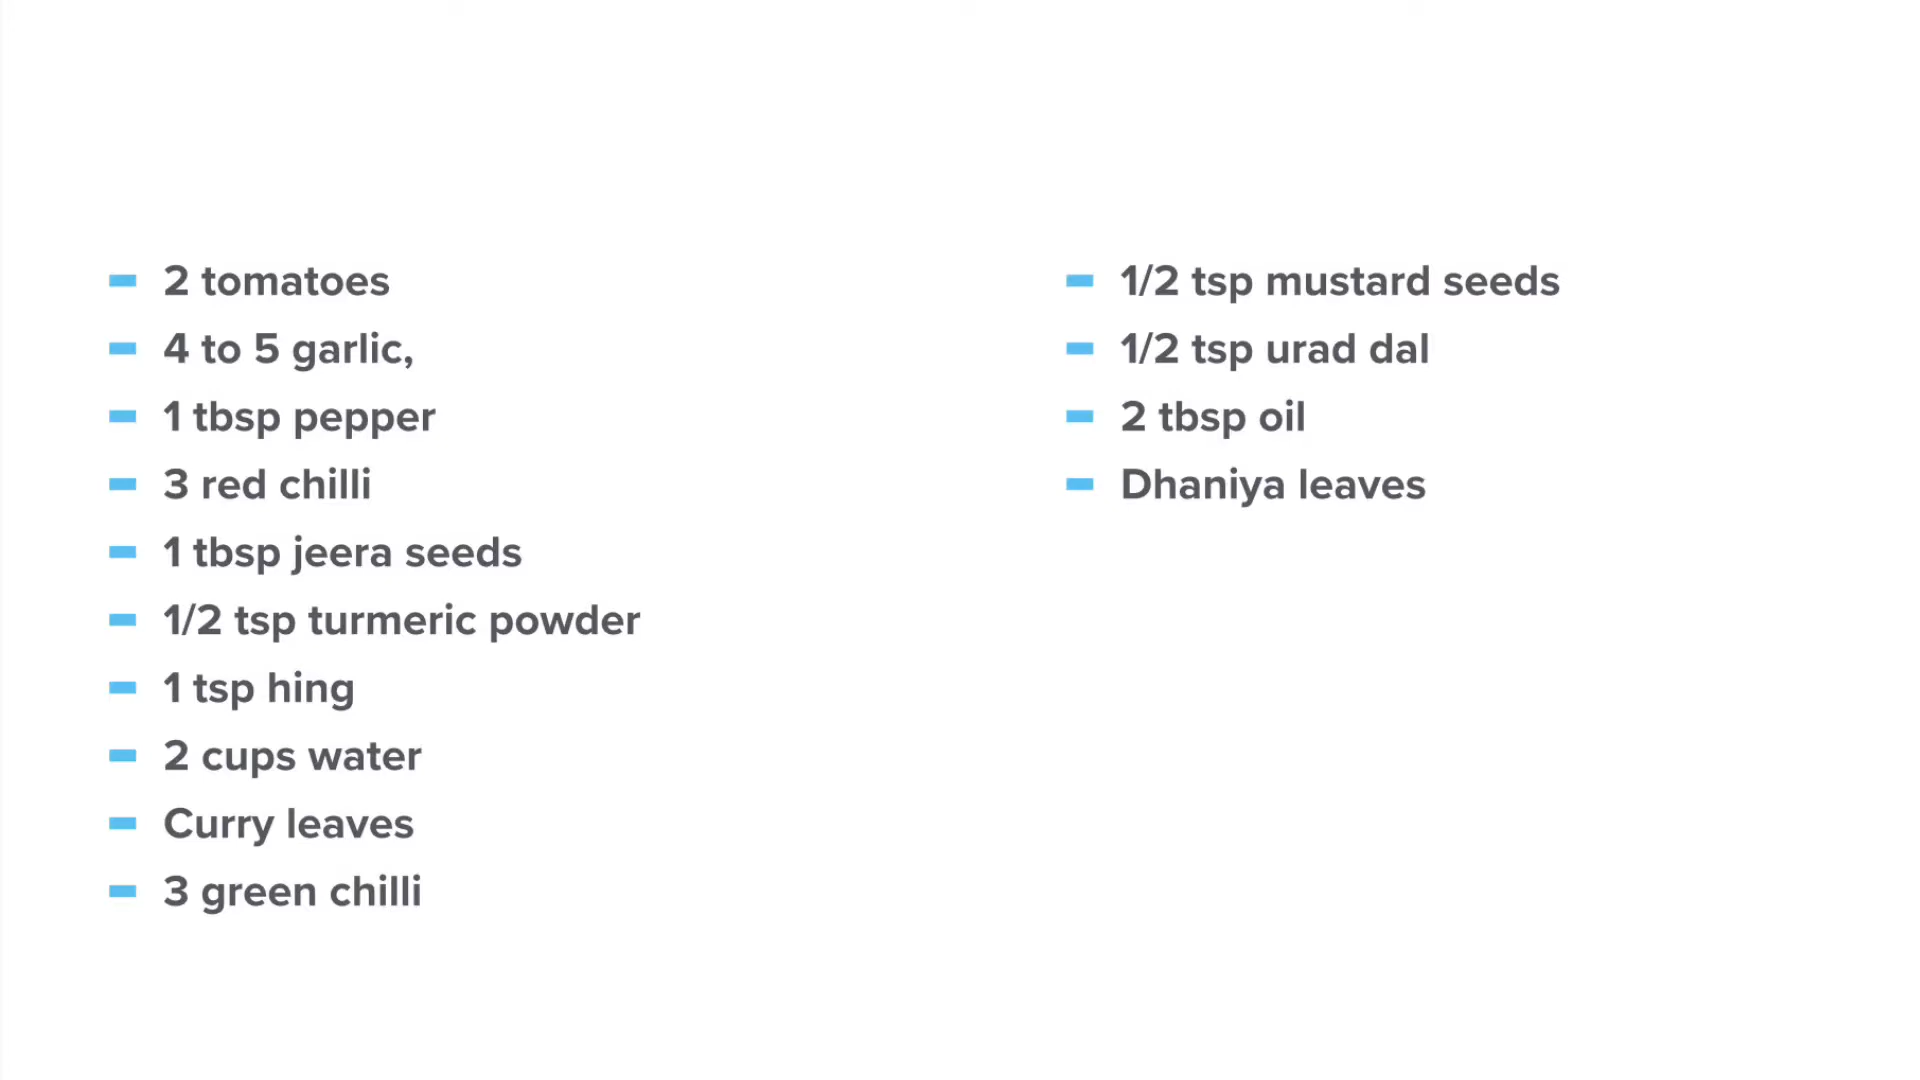 2 tomatoes
4 to 5 garlic,
1 tbsp pepper
3 red chilli
1 tbsp jeera seeds
1/2 tsp turmeric powder
1 tsp hing
2 cups water
Curry leaves
3 green chilli
1/2 tsp mustard seeds
1/2 tsp urad dal
2 tbsp oil
Dhaniya leaves